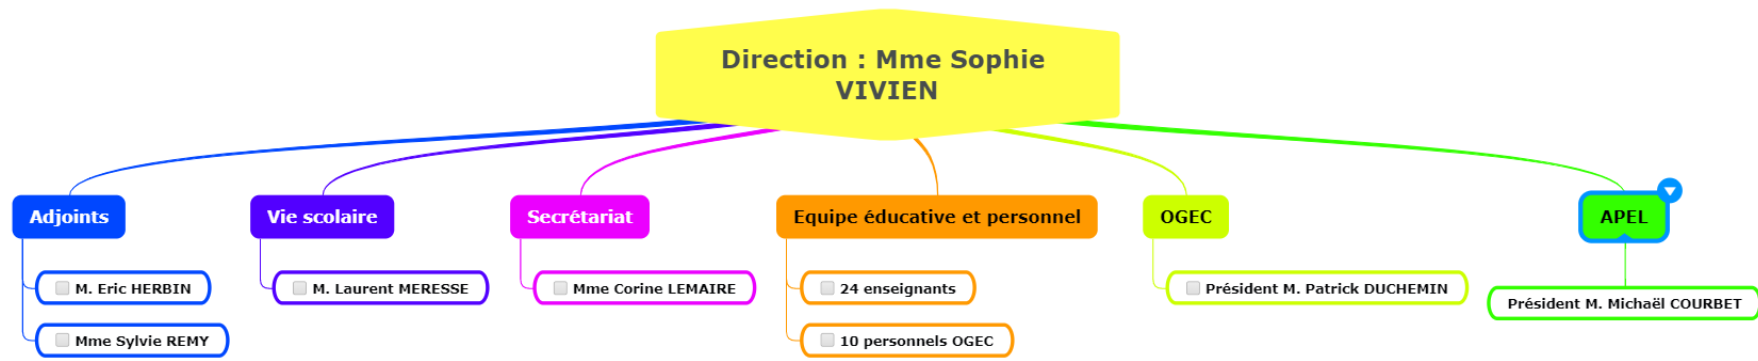 Direction : Mme Sophie
VIVIEN
Adjoints
Vie scolaire
Secrétariat
Equipe éducative et personnel
OGEC
APEL
M. Eric HERBIN
M. Laurent MERESSE
Mme Corine LEMAIRE
24 enseignants
Président M. Patrick DUCHEMIN
Président M. Michaël COURBET
Mme Sylvie REMY
10 personnels OGEC